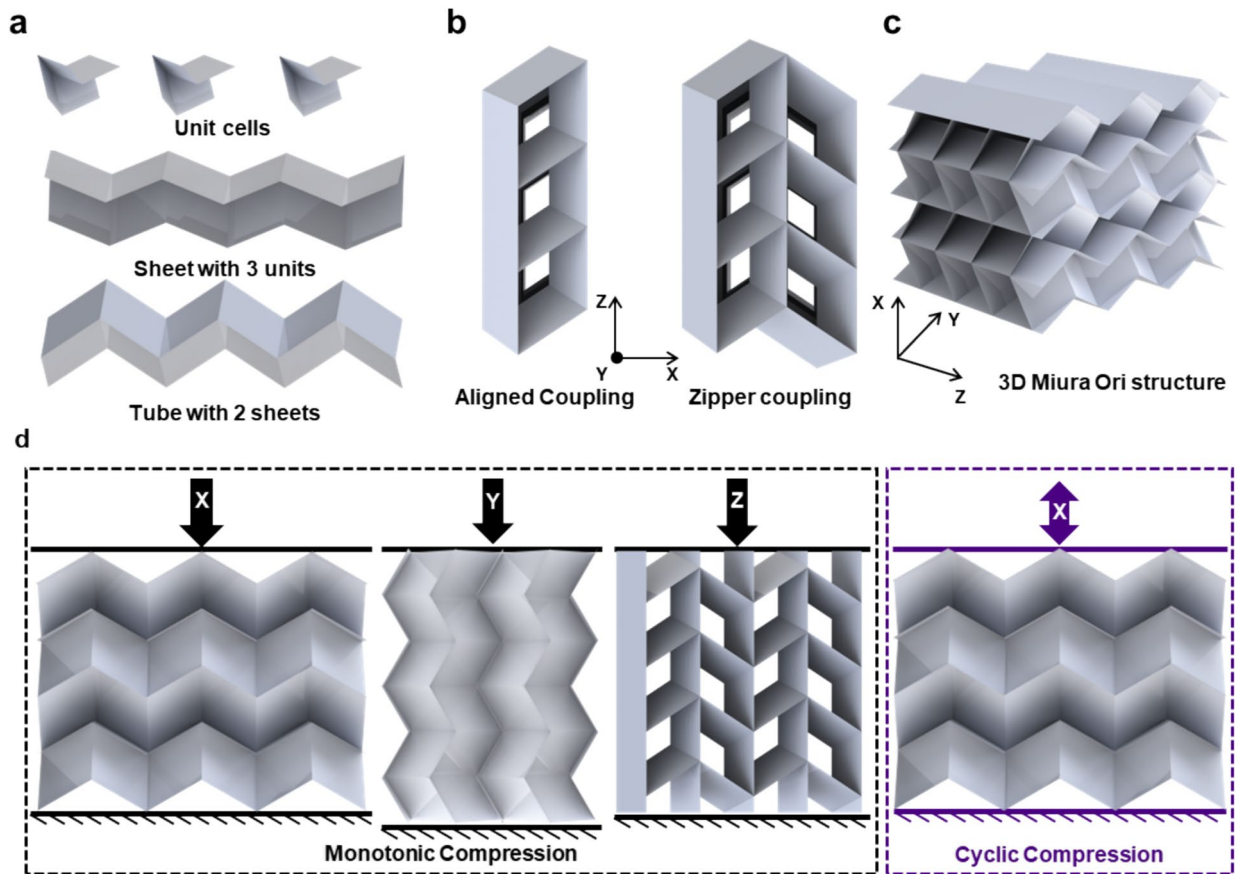 a
Unit cells
Sheet with 3 units
Tube with 2 sheets
b
Z
Y
X
Aligned Coupling
Zipper coupling
c
X
Y
Z
3D Miura Ori structure
d
X
Y
Z
Monotonic Compression
X
Cyclic Compression